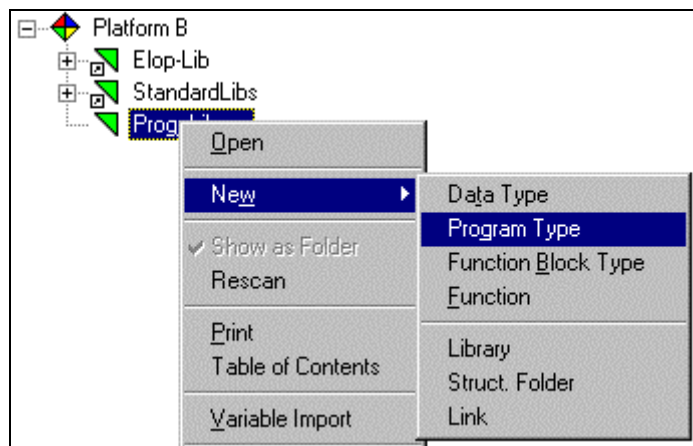 Platform B
Elop-Lib
StandardLibs
Open
New
Data Type
Program Type
Function Block Type
Function
Library
Struct. Folder
Link
Show as Folder
Rescan
Print
Table of Contents
Variable Import